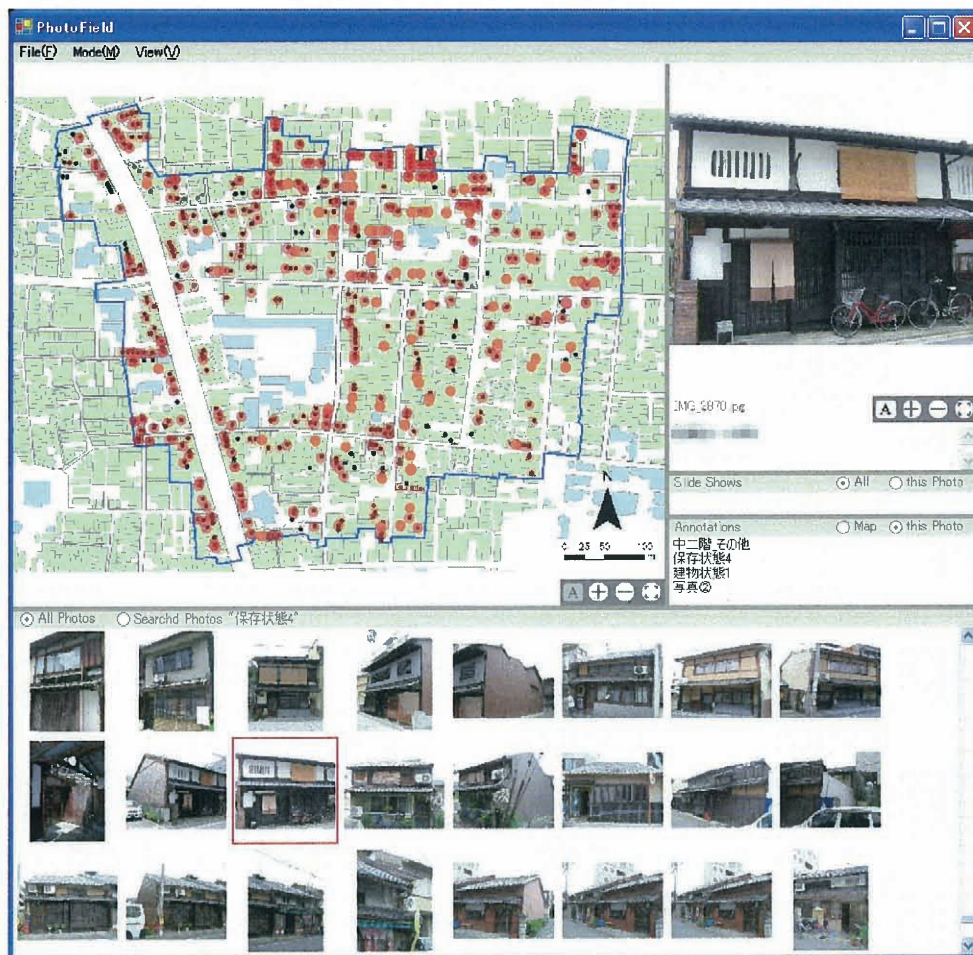 PhotoField
File(F) Mode(M) View(V)
IMG_2870.jpg
A
Slide Shows All this Photo
N
Annotations Map this Photo
中二階_その他
保存状態4
建物状態1
写真②
0 25 50 100
m
A
All Photos Searchd Photos "保存状態4"